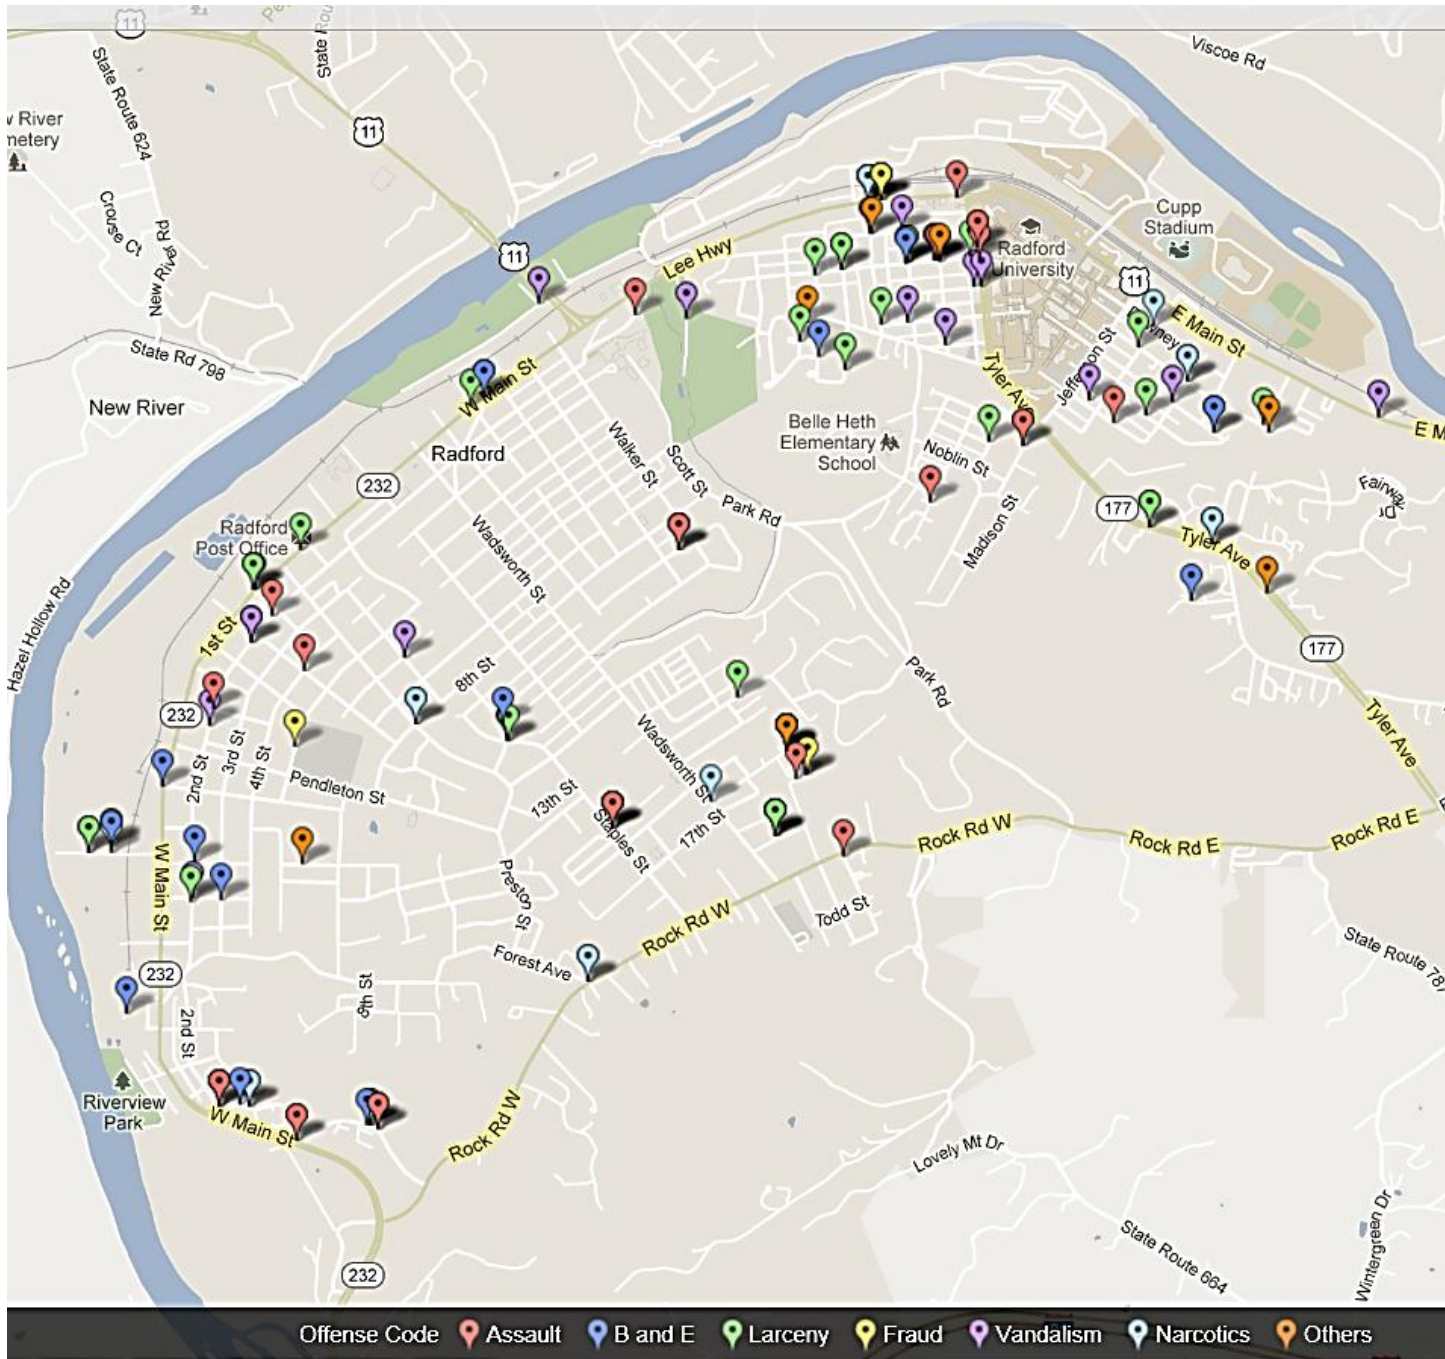 11
State Rou
State Route 624
Viscoe Rd
w River
metery
11
Crouse Ct
New River Rd
Cupp
Stadium
Radford
University
11
Lee Hwy
11
E Main St
State Rd 798
Jefferson St
Tyler Ave
W Main St
New River
E M
Belle Heth
Elementary
School
Noblin St
Radford
Walker St
Scott St
Park Rd
232
Fairway
Dr
177
Madison St
Tyler Ave
Radford
Post Office
Wadsworth St
Hazel Hollow Rd
1st St
177
8th St
Park Rd
232
3rd St
4th St
2nd St
Wadsworth St
Tyler Ave
Pendleton St
13th St
17th St
Staples St
Rock Rd W
Rock Rd E
Rock Rd E
W Main St
Preston St
Todd St
Rock Rd W
Forest Ave
State Route 787
232
8th St
2nd St
Riverview
Park
W Main St
Rock Rd W
Lovely Mt Dr
State Route 664
Wintergreen Dr
232
Offense Code Assault B and E Larceny Fraud Vandalism Narcotics Others